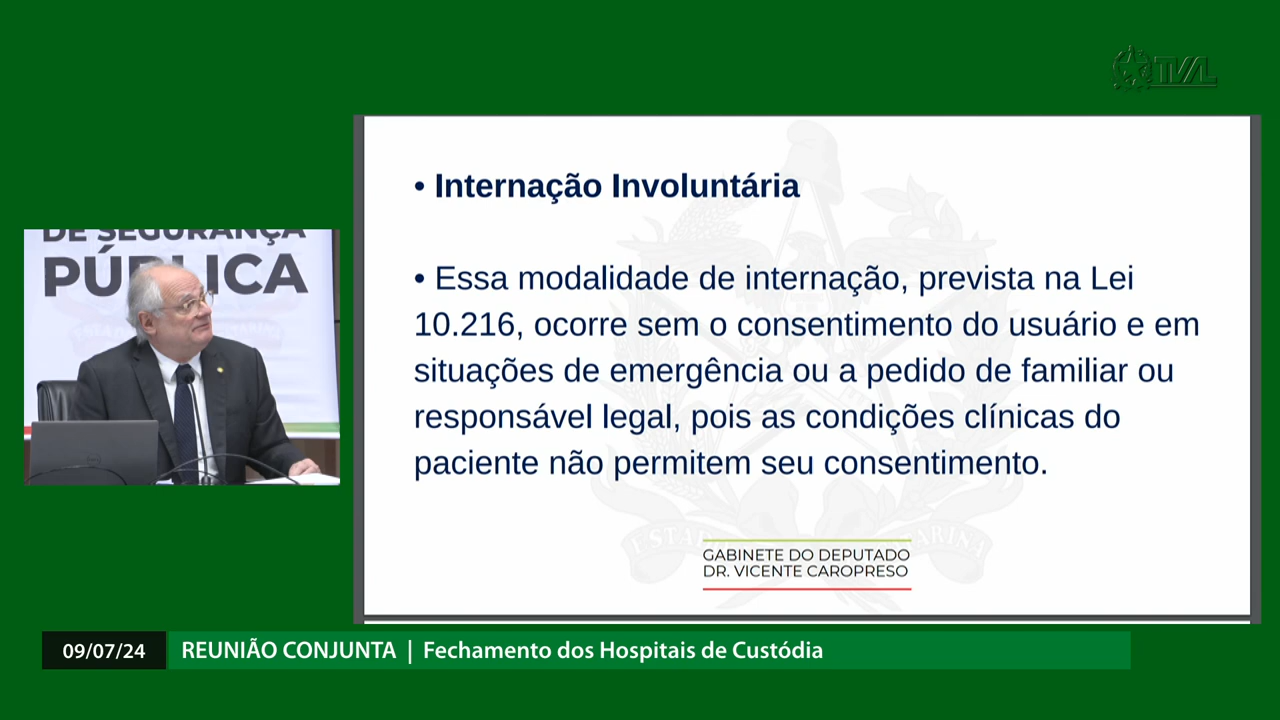 TVAL
• Internação Involuntária
• Essa modalidade de internação, prevista na Lei
10.216, ocorre sem o consentimento do usuário e em
situações de emergência ou a pedido de familiar ou
responsável legal, pois as condições clínicas do
paciente não permitem seu consentimento.
GABINETE DO DEPUTADO
DR. VICENTE CAROPRESO
DE SEGURANÇA
PÚBLICA
09/07/24
REUNIÃO CONJUNTA | Fechamento dos Hospitais de Custódia